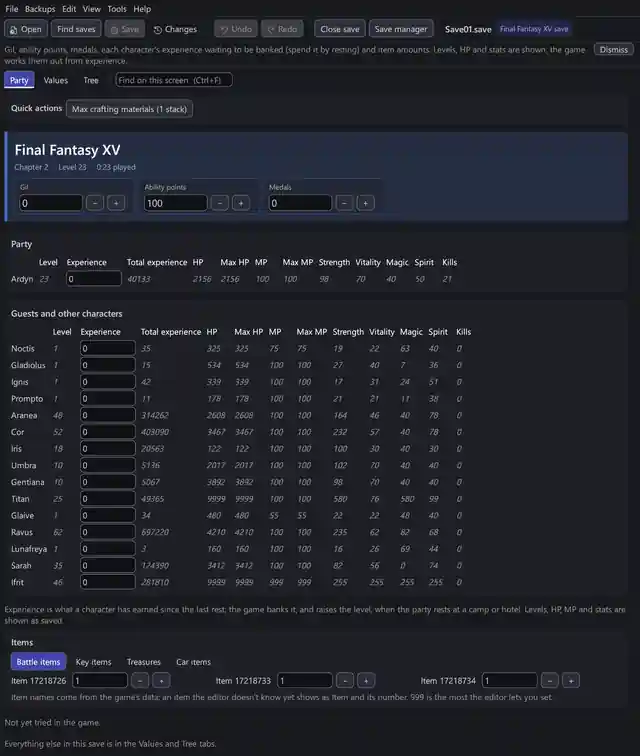 File Backups Edit View Tools Help
Open Find saves Save Changes Undo Redo Close save Save manager Save01.save Final Fantasy XV save
Gil, ability points, medals, each character's experience waiting to be banked (spend it by resting) and item amounts. Levels, HP and stats are shown, the game works them out from experience. Dismiss
Party Values Tree Find on this screen (Ctrl+F)
Quick actions Max crafting materials (1 stack)
Final Fantasy XV
Chapter 2 Level 23 0:23 played
Gil Ability points Medals
0 − + 100 − + 0 − +
Party
Level Experience Total experience HP Max HP MP Max MP Strength Vitality Magic Spirit Kills
Ardyn 23 0 40133 2156 2156 100 100 98 70 40 50 21
Guests and other characters
Level Experience Total experience HP Max HP MP Max MP Strength Vitality Magic Spirit Kills
Noctis 1 0 35 325 325 75 75 19 22 63 40 0
Gladiolus 1 0 15 534 534 100 100 27 40 7 36 0
Ignis 1 0 42 339 339 100 100 17 31 24 51 0
Prompto 1 0 11 178 178 100 100 21 21 11 38 0
Aranea 48 0 314262 2608 2608 100 100 164 46 40 78 0
Cor 52 0 403090 3467 3467 100 100 232 57 40 78 0
Iris 18 0 20563 122 122 100 100 100 30 40 30 0
Umbra 10 0 5136 2017 2017 100 100 102 70 40 40 0
Gentiana 10 0 5067 3892 3892 100 100 98 70 40 40 0
Titan 25 0 49365 9999 9999 100 100 580 76 580 99 0
Glaive 1 0 34 480 480 55 55 22 22 48 40 0
Ravus 62 0 697220 4210 4210 100 100 235 62 82 68 0
Lunafreya 1 0 3 160 160 100 100 16 26 69 44 0
Sarah 35 0 124390 3412 3412 100 100 82 56 0 74 0
Ifrit 46 0 281810 9999 9999 999 999 255 255 255 255 0
Experience is what a character has earned since the last rest; the game banks it, and raises the level, when the party rests at a camp or hotel. Levels, HP, MP and stats are shown as saved.
Items
Battle items Key items Treasures Car items
Item 17218726 1 − + Item 17218733 1 − + Item 17218734 1 − +
Item names come from the game's data; an item the editor doesn't know yet shows as Item and its number. 999 is the most the editor lets you set.
Not yet tried in the game.
Everything else in this save is in the Values and Tree tabs.